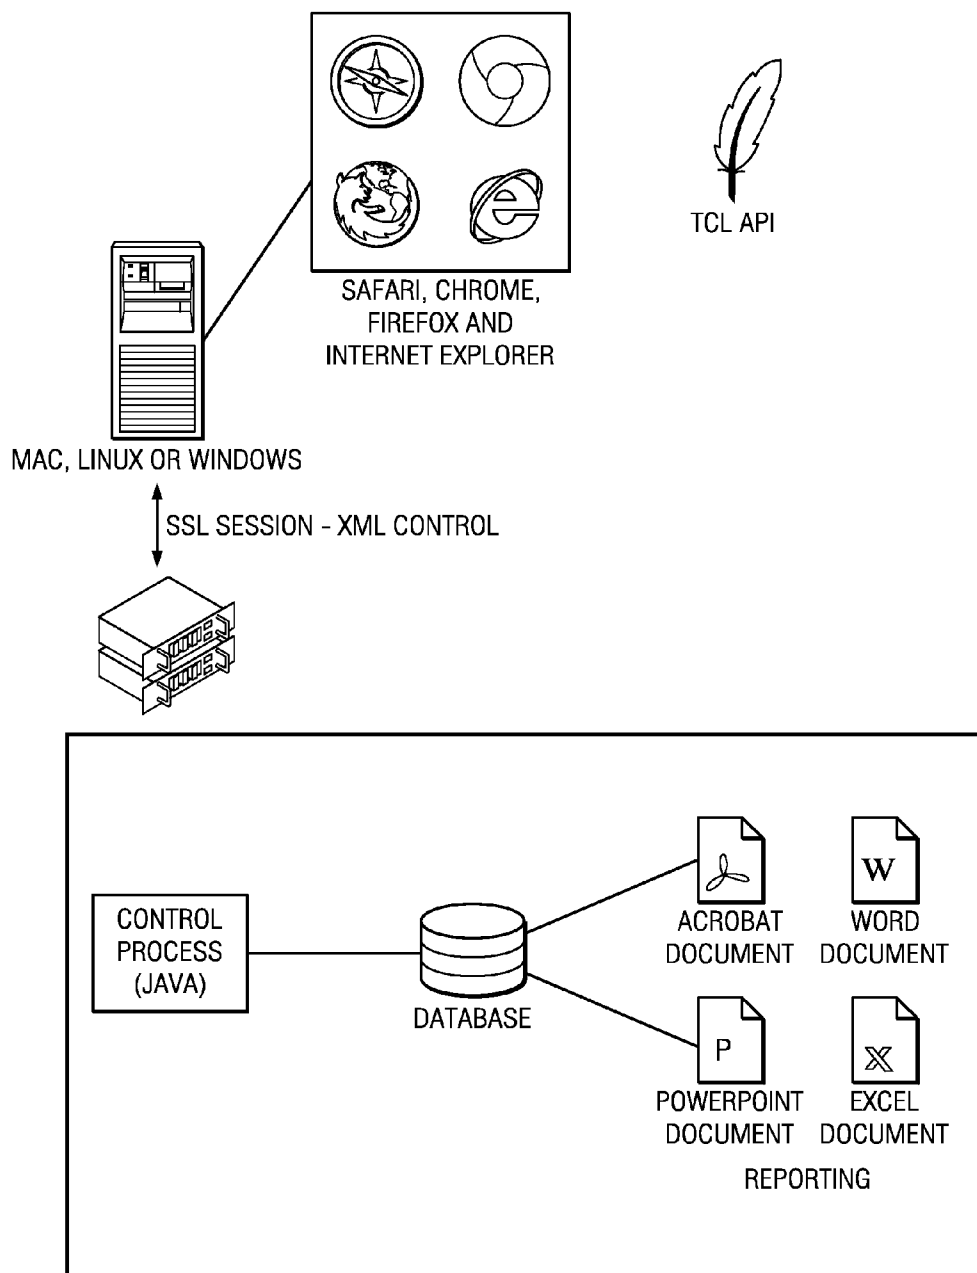 TCL API
SAFARI, CHROME,
FIREFOX AND
INTERNET EXPLORER
MAC, LINUX OR WINDOWS
SSL SESSION - XML CONTROL
CONTROL
PROCESS
(JAVA)
DATABASE
ACROBAT
DOCUMENT
W
WORD
DOCUMENT
P
POWERPOINT
DOCUMENT
X
EXCEL
DOCUMENT
REPORTING